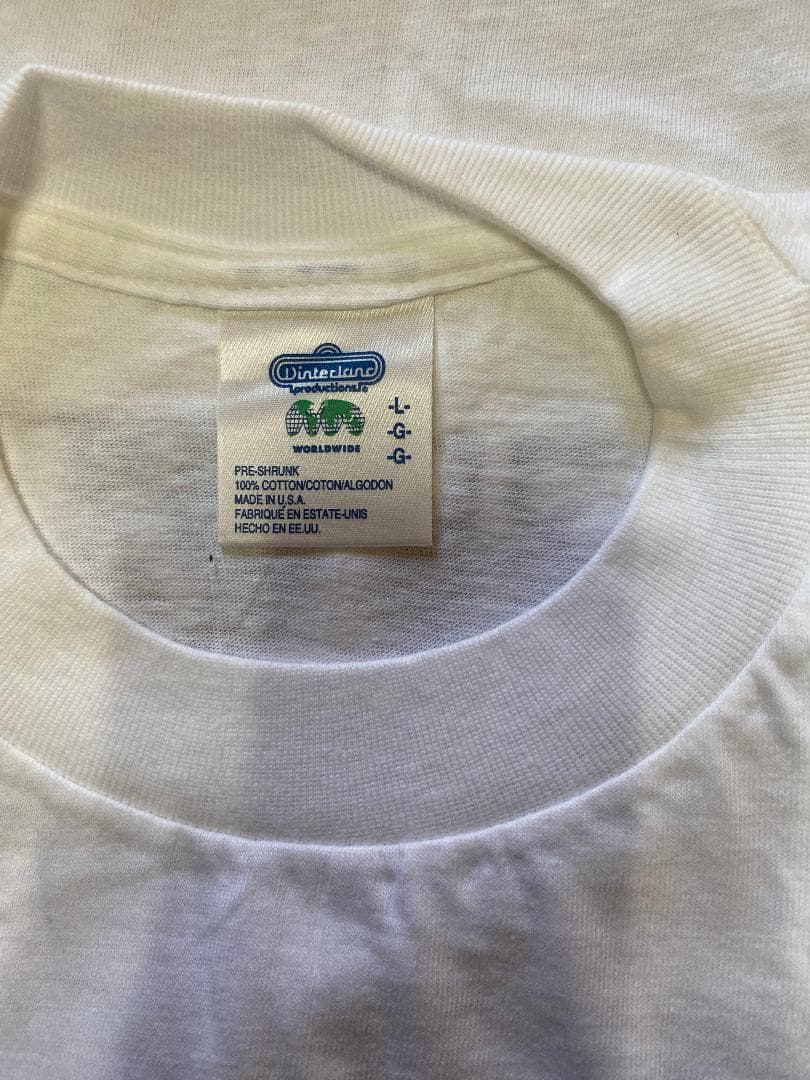 Winterland
productions.®
WORLDWIDE
-L-
-G-
-G-
PRE-SHRUNK
100% COTTON/COTON/ALGODON
MADE IN U.S.A.
FABRIQUÉ EN ESTATE-UNIS
HECHO EN EE.UU.